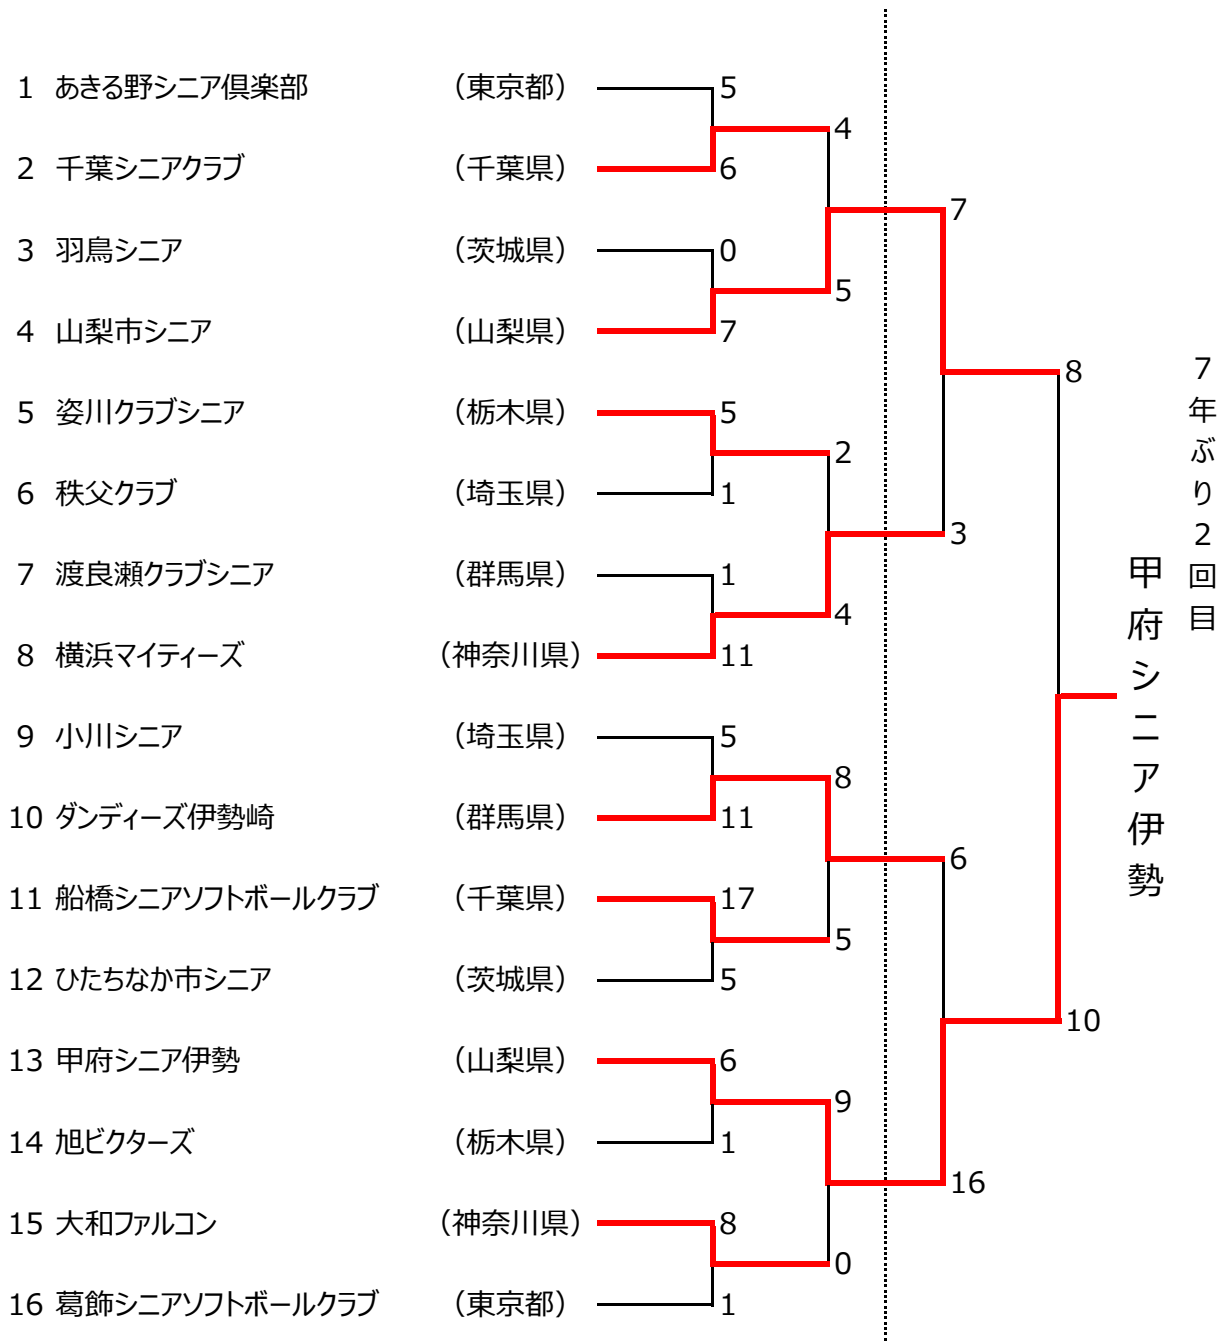 1 あきる野シニア倶楽部 （東京都） 5
4
2 千葉シニアクラブ （千葉県） 6
7
3 羽鳥シニア （茨城県） 0
5
4 山梨市シニア （山梨県） 7
8
5 姿川クラブシニア （栃木県） 5
2
6 秩父クラブ （埼玉県） 1
3
7 渡良瀬クラブシニア （群馬県） 1
4
8 横浜マイティーズ （神奈川県） 11
9 小川シニア （埼玉県） 5
8
10 ダンディーズ伊勢崎 （群馬県） 11
6
11 船橋シニアソフトボールクラブ （千葉県） 17
5
12 ひたちなか市シニア （茨城県） 5
10
13 甲府シニア伊勢 （山梨県） 6
9
14 旭ビクターズ （栃木県） 1
16
15 大和ファルコン （神奈川県） 8
0
16 葛飾シニアソフトボールクラブ （東京都） 1
7年ぶり2回目
甲府シニア伊勢